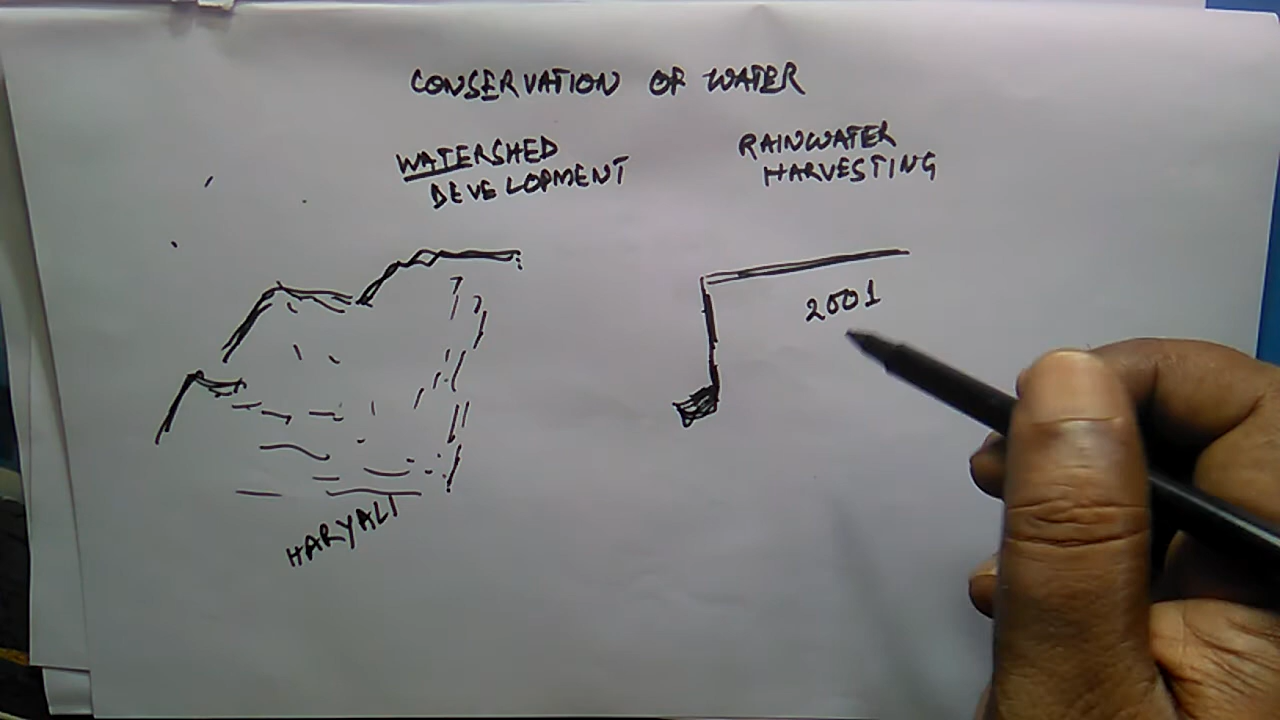 CONSERVATION OF WATER
WATERSHED
DEVELOPMENT
RAINWATER
HARVESTING
2001
HARYALI